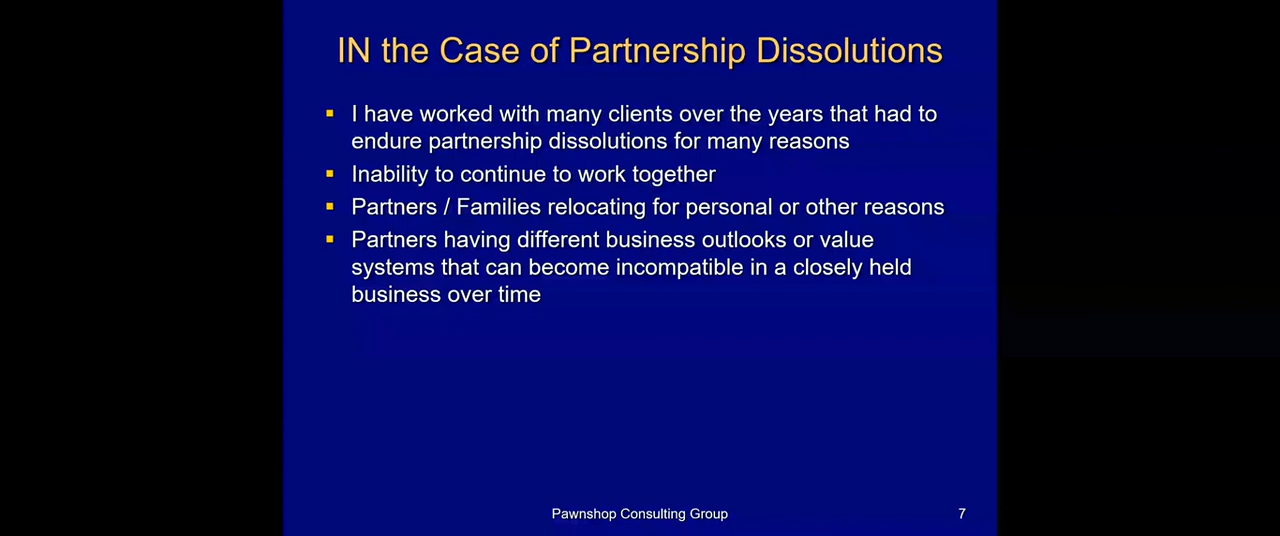 IN the Case of Partnership Dissolutions
▪ I have worked with many clients over the years that had to
endure partnership dissolutions for many reasons
▪ Inability to continue to work together
▪ Partners / Families relocating for personal or other reasons
▪ Partners having different business outlooks or value
systems that can become incompatible in a closely held
business over time
Pawnshop Consulting Group
7